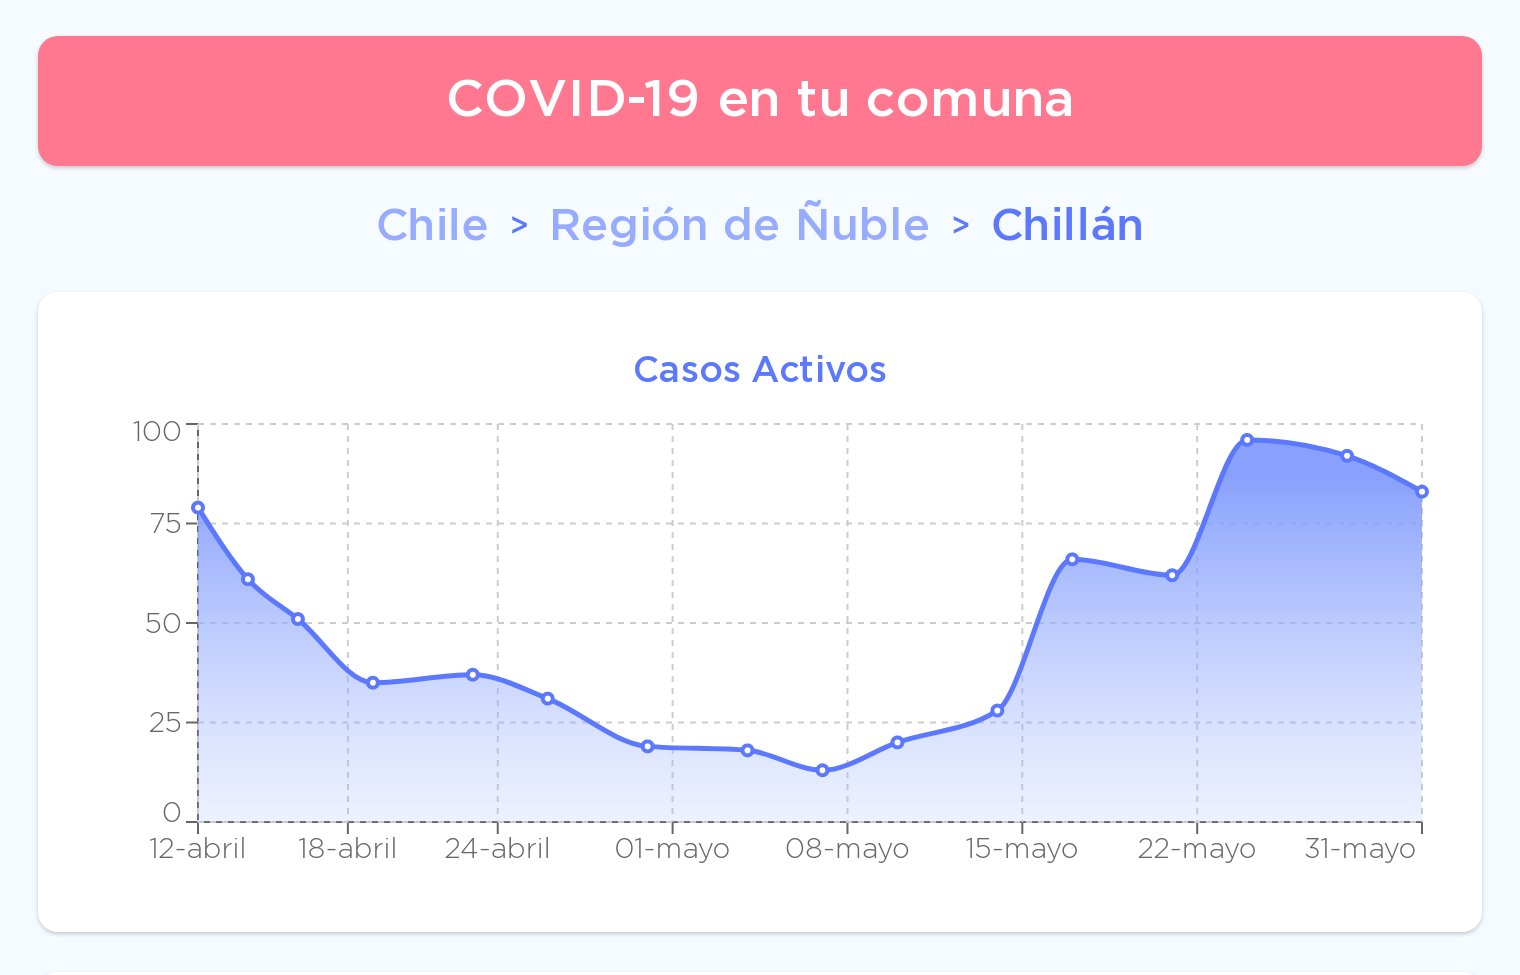 COVID-19 en tu comuna
Chile > Región de Ñuble > Chillán
Casos Activos
100
75
50
25
0
12-abril 18-abril 24-abril 01-mayo 08-mayo 15-mayo 22-mayo 31-mayo